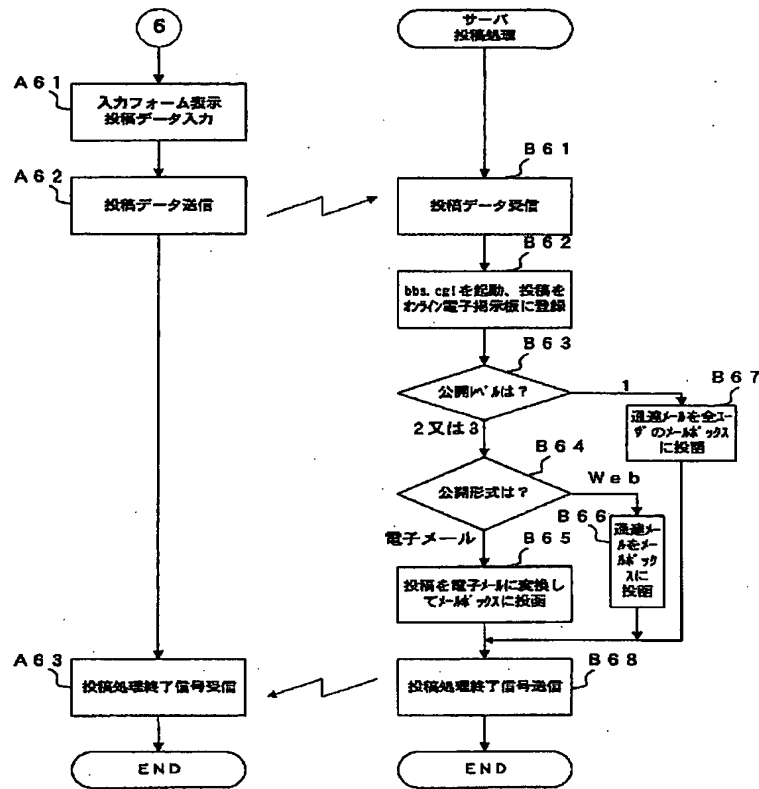 6
A61
入力フォーム表示
投稿データ入力
A62
投稿データ送信
A63
投稿処理終了信号受信
END
サーバ
投稿処理
B61
投稿データ受信
B62
bbs.cgiを起動、投稿を
オンライン電子掲示板に登録
B63
公開レベルは？
1
2又は3
B67
通達メールを全ユー
ザのメールボックス
に投函
B64
公開形式は？
Web
電子メール
B66
通達メー
ルをメー
ルボック
スに
投函
B65
投稿を電子メールに変換し
てメールボックスに投函
B68
投稿処理終了信号送信
END